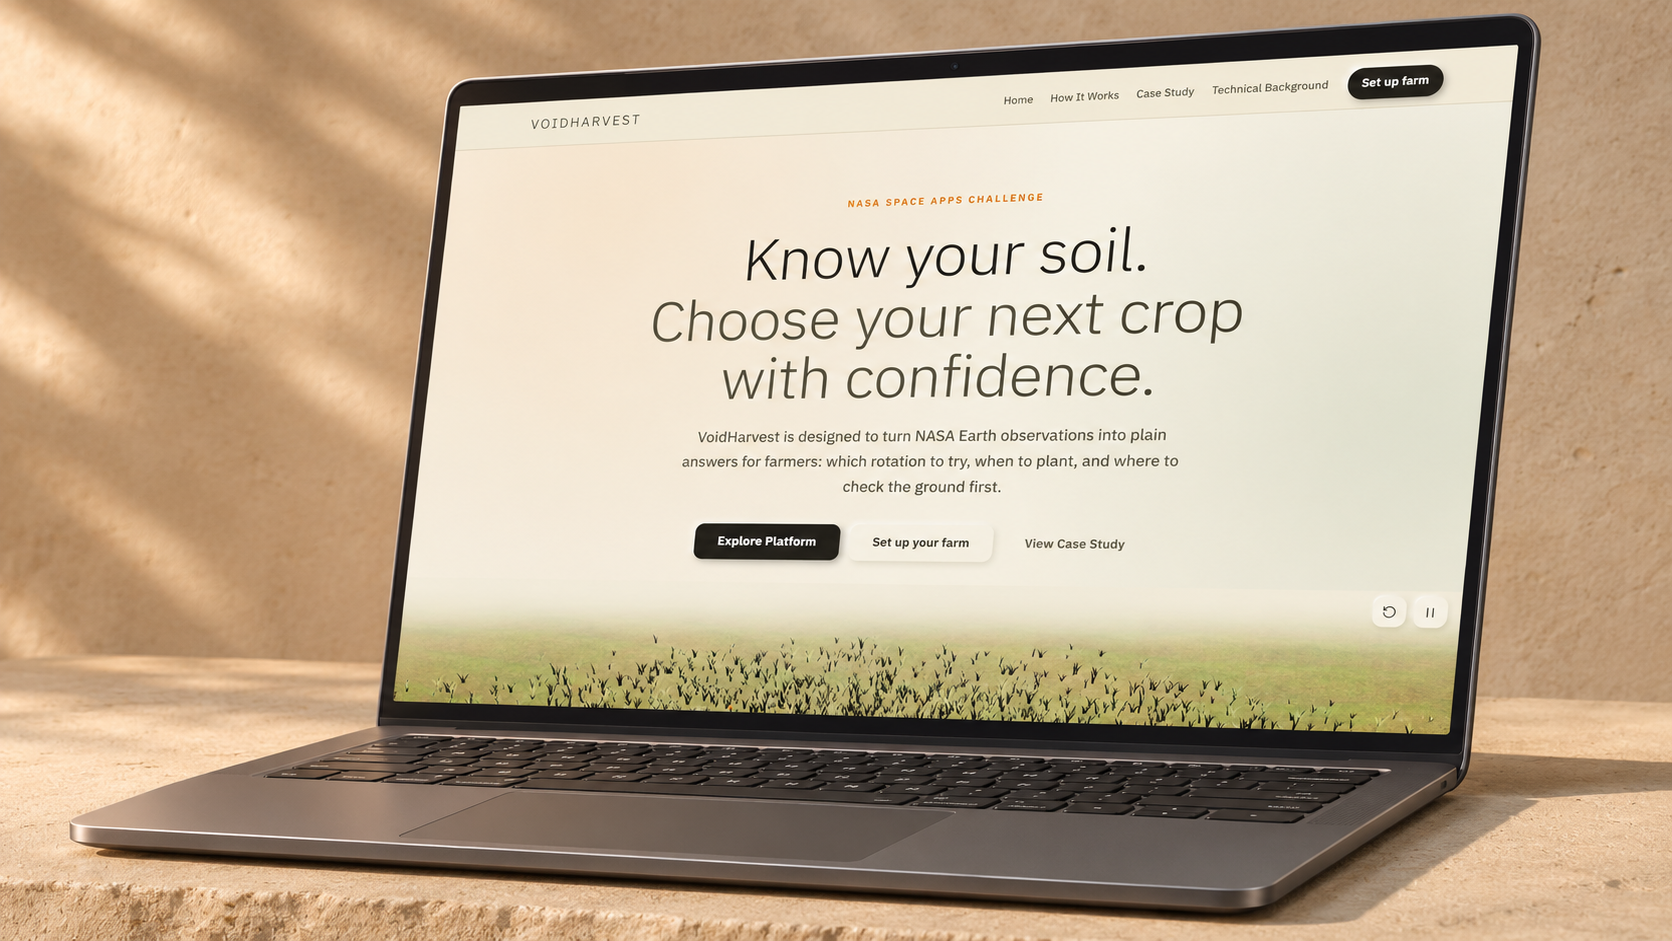 VOIDHARVEST
Home
How It Works
Case Study
Technical Background
Set up farm
NASA SPACE APPS CHALLENGE
Know your soil.
Choose your next crop
with confidence.
VoidHarvest is designed to turn NASA Earth observations into plain
answers for farmers: which rotation to try, when to plant, and where to
check the ground first.
Explore Platform
Set up your farm
View Case Study